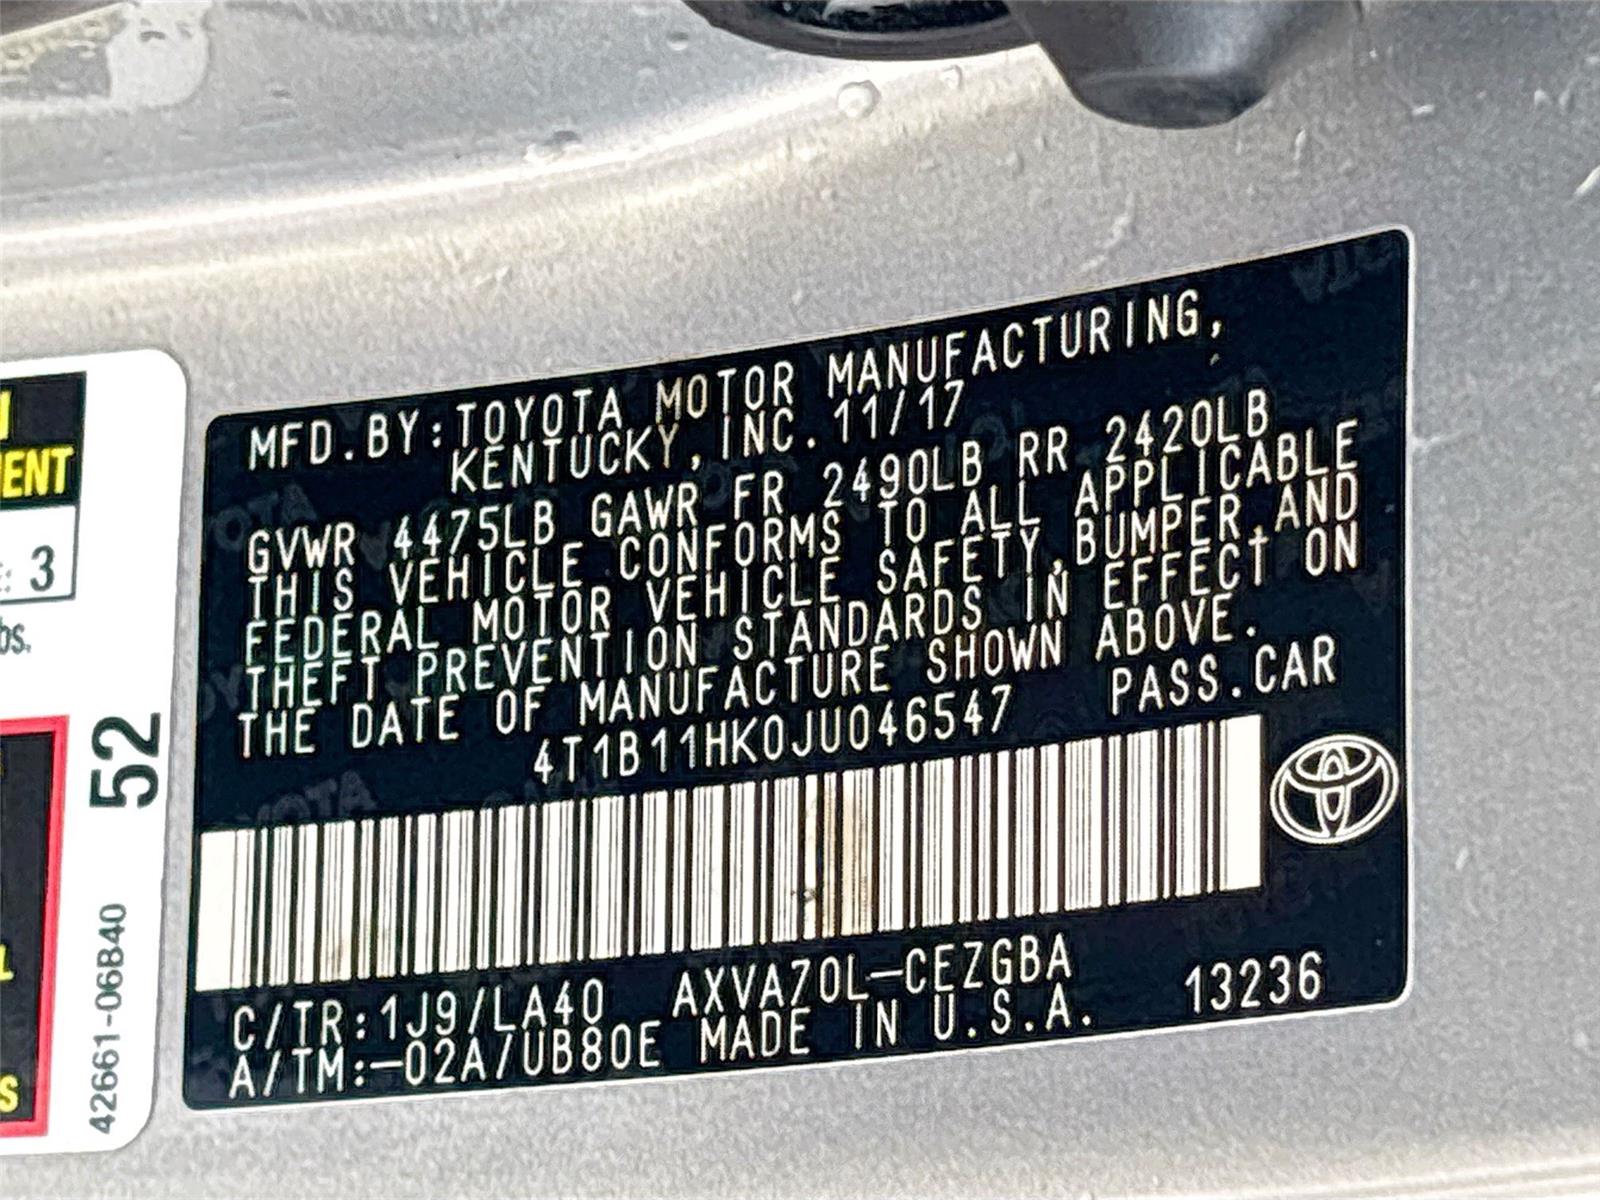 ENT
: 3
bs.
52
42661-06B40
L
S
MFD.BY:TOYOTA MOTOR MANUFACTURING,
KENTUCKY,INC.11/17
GVWR 4475LB GAWR FR 2490LB RR 2420LB
THIS VEHICLE CONFORMS TO ALL APPLICABLE
FEDERAL MOTOR VEHICLE SAFETY,BUMPER,AND
THEFT PREVENTION STANDARDS IN EFFECT ON
THE DATE OF MANUFACTURE SHOWN ABOVE.
4T1B11HK0JU046547 PASS.CAR
C/TR:1J9/LA40 AXVA70L-CEZGBA 13236
A/TM:-02A/UB80E MADE IN U.S.A.